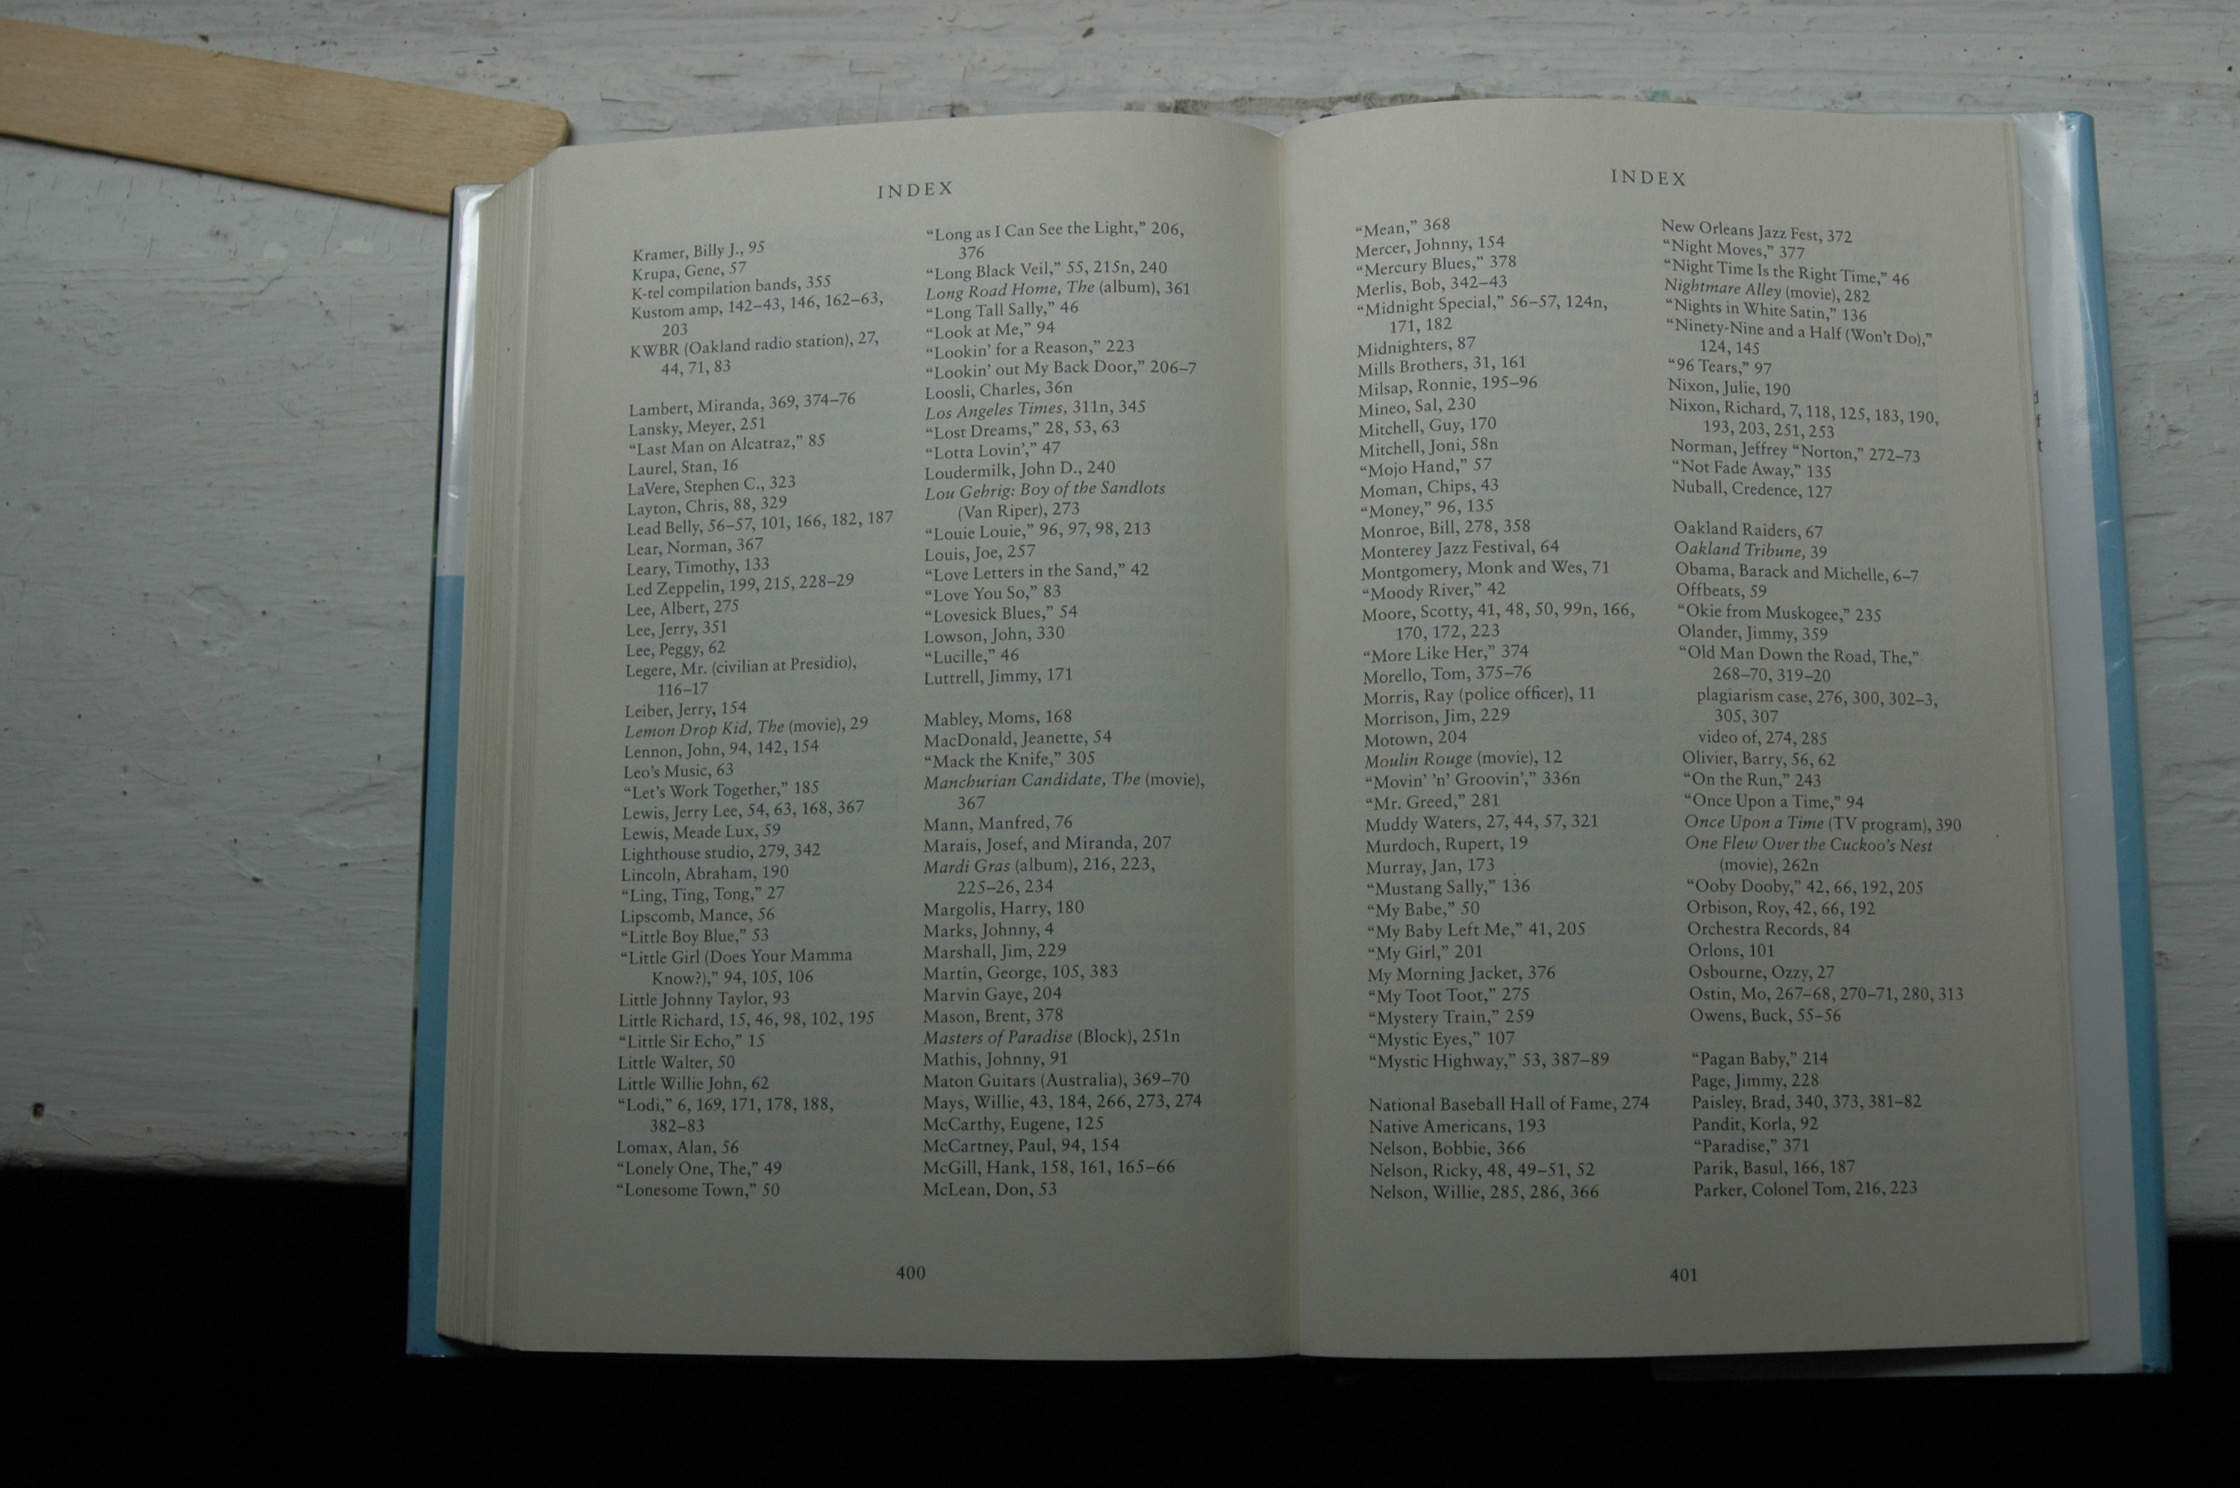 INDEX
Kramer, Billy J., 95
Krupa, Gene, 57
K-tel compilation bands, 355
Kustom amp, 142–43, 146, 162–63,
203
KWBR (Oakland radio station), 27,
44, 71, 83
Lambert, Miranda, 369, 374–76
Lansky, Meyer, 251
“Last Man on Alcatraz,” 85
Laurel, Stan, 16
LaVere, Stephen C., 323
Layton, Chris, 88, 329
Lead Belly, 56–57, 101, 166, 182, 187
Lear, Norman, 367
Leary, Timothy, 133
Led Zeppelin, 199, 215, 228–29
Lee, Albert, 275
Lee, Jerry, 351
Lee, Peggy, 62
Legere, Mr. (civilian at Presidio),
116–17
Leiber, Jerry, 154
Lemon Drop Kid, The (movie), 29
Lennon, John, 94, 142, 154
Leo’s Music, 63
“Let’s Work Together,” 185
Lewis, Jerry Lee, 54, 63, 168, 367
Lewis, Meade Lux, 59
Lighthouse studio, 279, 342
Lincoln, Abraham, 190
“Ling, Ting, Tong,” 27
Lipscomb, Mance, 56
“Little Boy Blue,” 53
“Little Girl (Does Your Mamma
Know?),” 94, 105, 106
Little Johnny Taylor, 93
Little Richard, 15, 46, 98, 102, 195
“Little Sir Echo,” 15
Little Walter, 50
Little Willie John, 62
“Lodi,” 6, 169, 171, 178, 188,
382–83
Lomax, Alan, 56
“Lonely One, The,” 49
“Lonesome Town,” 50
“Long as I Can See the Light,” 206,
376
“Long Black Veil,” 55, 215n, 240
Long Road Home, The (album), 361
“Long Tall Sally,” 46
“Look at Me,” 94
“Lookin’ for a Reason,” 223
“Lookin’ out My Back Door,” 206–7
Loosli, Charles, 36n
Los Angeles Times, 311n, 345
“Lost Dreams,” 28, 53, 63
“Lotta Lovin’,” 47
Loudermilk, John D., 240
Lou Gehrig: Boy of the Sandlots
(Van Riper), 273
“Louie Louie,” 96, 97, 98, 213
Louis, Joe, 257
“Love Letters in the Sand,” 42
“Love You So,” 83
“Lovesick Blues,” 54
Lowson, John, 330
“Lucille,” 46
Luttrell, Jimmy, 171
Mabley, Moms, 168
MacDonald, Jeanette, 54
“Mack the Knife,” 305
Manchurian Candidate, The (movie),
367
Mann, Manfred, 76
Marais, Josef, and Miranda, 207
Mardi Gras (album), 216, 223,
225–26, 234
Margolis, Harry, 180
Marks, Johnny, 4
Marshall, Jim, 229
Martin, George, 105, 383
Marvin Gaye, 204
Mason, Brent, 378
Masters of Paradise (Block), 251n
Mathis, Johnny, 91
Maton Guitars (Australia), 369–70
Mays, Willie, 43, 184, 266, 273, 274
McCarthy, Eugene, 125
McCartney, Paul, 94, 154
McGill, Hank, 158, 161, 165–66
McLean, Don, 53
400
INDEX
“Mean,” 368
Mercer, Johnny, 154
“Mercury Blues,” 378
Merlis, Bob, 342–43
“Midnight Special,” 56–57, 124n,
171, 182
Midnighters, 87
Mills Brothers, 31, 161
Milsap, Ronnie, 195–96
Mineo, Sal, 230
Mitchell, Guy, 170
Mitchell, Joni, 58n
“Mojo Hand,” 57
Moman, Chips, 43
“Money,” 96, 135
Monroe, Bill, 278, 358
Monterey Jazz Festival, 64
Montgomery, Monk and Wes, 71
“Moody River,” 42
Moore, Scotty, 41, 48, 50, 99n, 166,
170, 172, 223
“More Like Her,” 374
Morello, Tom, 375–76
Morris, Ray (police officer), 11
Morrison, Jim, 229
Motown, 204
Moulin Rouge (movie), 12
“Movin’ ’n’ Groovin’,” 336n
“Mr. Greed,” 281
Muddy Waters, 27, 44, 57, 321
Murdoch, Rupert, 19
Murray, Jan, 173
“Mustang Sally,” 136
“My Babe,” 50
“My Baby Left Me,” 41, 205
“My Girl,” 201
My Morning Jacket, 376
“My Toot Toot,” 275
“Mystery Train,” 259
“Mystic Eyes,” 107
“Mystic Highway,” 53, 387–89
National Baseball Hall of Fame, 274
Native Americans, 193
Nelson, Bobbie, 366
Nelson, Ricky, 48, 49–51, 52
Nelson, Willie, 285, 286, 366
New Orleans Jazz Fest, 372
“Night Moves,” 377
“Night Time Is the Right Time,” 46
Nightmare Alley (movie), 282
“Nights in White Satin,” 136
“Ninety-Nine and a Half (Won’t Do),”
124, 145
“96 Tears,” 97
Nixon, Julie, 190
Nixon, Richard, 7, 118, 125, 183, 190,
193, 203, 251, 253
Norman, Jeffrey “Norton,” 272–73
“Not Fade Away,” 135
Nuball, Credence, 127
Oakland Raiders, 67
Oakland Tribune, 39
Obama, Barack and Michelle, 6–7
Offbeats, 59
“Okie from Muskogee,” 235
Olander, Jimmy, 359
“Old Man Down the Road, The,”
268–70, 319–20
plagiarism case, 276, 300, 302–3,
305, 307
video of, 274, 285
Olivier, Barry, 56, 62
“On the Run,” 243
“Once Upon a Time,” 94
Once Upon a Time (TV program), 390
One Flew Over the Cuckoo’s Nest
(movie), 262n
“Ooby Dooby,” 42, 66, 192, 205
Orbison, Roy, 42, 66, 192
Orchestra Records, 84
Orlons, 101
Osbourne, Ozzy, 27
Ostin, Mo, 267–68, 270–71, 280, 313
Owens, Buck, 55–56
“Pagan Baby,” 214
Page, Jimmy, 228
Paisley, Brad, 340, 373, 381–82
Pandit, Korla, 92
“Paradise,” 371
Parik, Basul, 166, 187
Parker, Colonel Tom, 216, 223
401